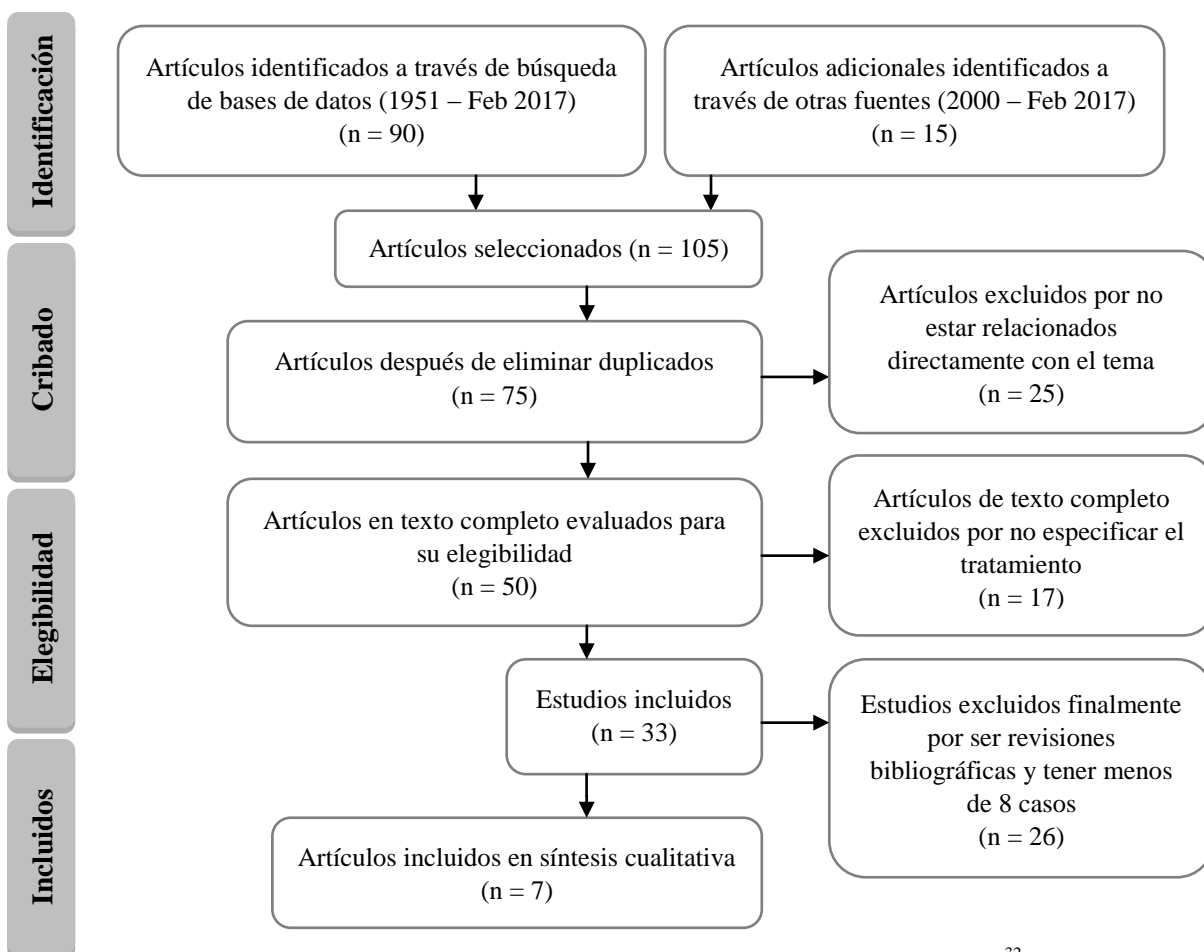 Identificación
Artículos identificados a través de búsqueda
de bases de datos (1951 – Feb 2017)
(n = 90)
Artículos adicionales identificados a
través de otras fuentes (2000 – Feb 2017)
(n = 15)
Artículos seleccionados (n = 105)
Cribado
Artículos después de eliminar duplicados
(n = 75)
Artículos excluidos por no
estar relacionados
directamente con el tema
(n = 25)
Elegibilidad
Artículos en texto completo evaluados para
su elegibilidad
(n = 50)
Artículos de texto completo
excluidos por no especificar el
tratamiento
(n = 17)
Estudios incluidos
(n = 33)
Estudios excluidos finalmente
por ser revisiones
bibliográficas y tener menos
de 8 casos
(n = 26)
Incluidos
Artículos incluidos en síntesis cualitativa
(n = 7)
32